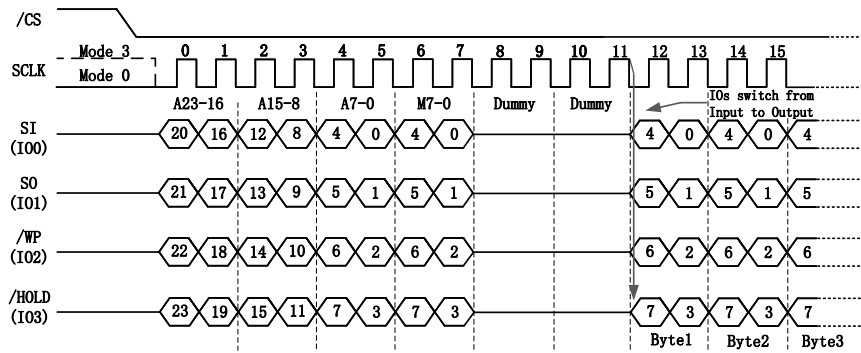 /CS
Mode 3 0 1 2 3 4 5 6 7 8 9 10 11 12 13 14 15
SCLK
Mode 0
A23-16 A15-8 A7-0 M7-0 Dummy Dummy IOs switch from
Input to Output
SI
(IO0) 20 16 12 8 4 0 4 0 4 0 4 0 4
SO
(IO1) 21 17 13 9 5 1 5 1 5 1 5 1 5
/WP
(IO2) 22 18 14 10 6 2 6 2 6 2 6 2 6
/HOLD
(IO3) 23 19 15 11 7 3 7 3 7 3 7 3 7
Byte1 Byte2 Byte3